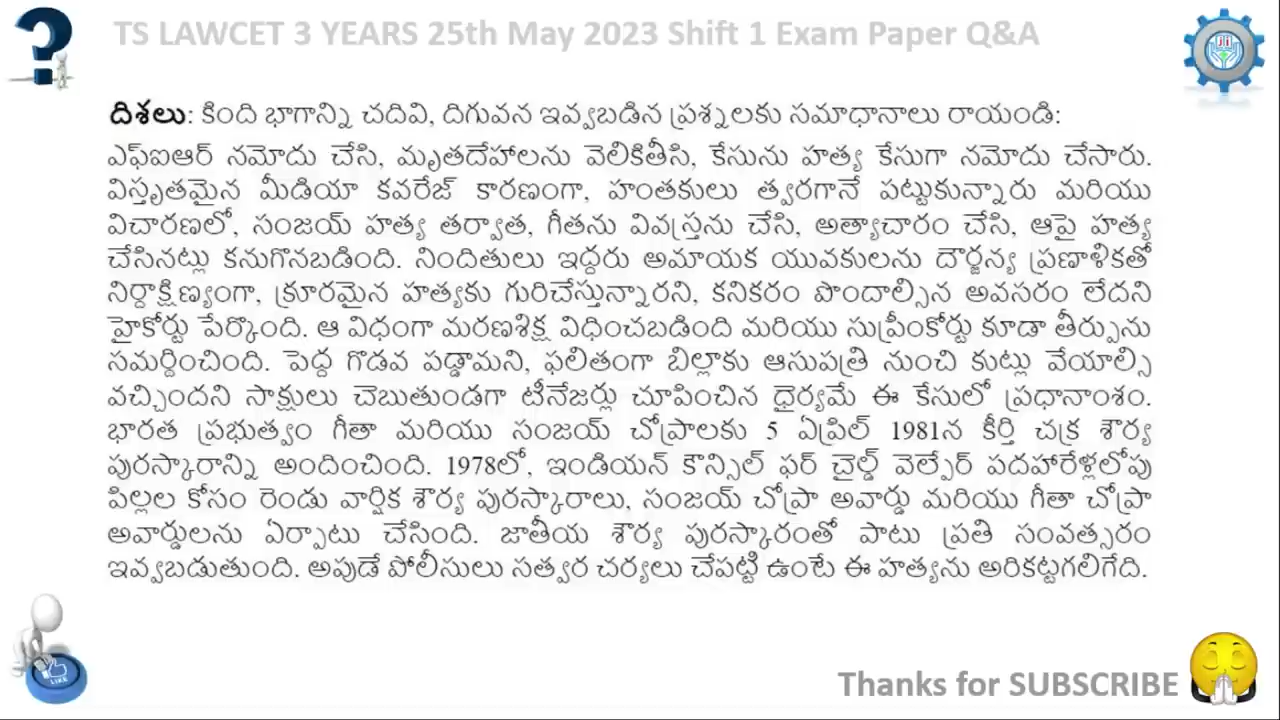 TS LAWCET 3 YEARS 25th May 2023 Shift 1 Exam Paper Q&A
దిశలు: కింది భాగాన్ని చదివి, దిగువన ఇవ్వబడిన ప్రశ్నలకు సమాధానాలు రాయండి:
ఎఫ్ఐఆర్ నమోదు చేసి, మృతదేహాలను వెలికితీసి, కేసును హత్య కేసుగా నమోదు చేసారు.
విస్తృతమైన మీడియా కవరేజ్ కారణంగా, హంతకులు త్వరగానే పట్టుకున్నారు మరియు
విచారణలో, సంజయ్ హత్య తర్వాత, గీతను వివస్త్రను చేసి, అత్యాచారం చేసి, ఆపై హత్య
చేసినట్లు కనుగొనబడింది. నిందితులు ఇద్దరు అమాయక యువకులను దౌర్జన్య ప్రణాళికతో
నిర్దాక్షిణ్యంగా, క్రూరమైన హత్యకు గురిచేస్తున్నారని, కనికరం పొందాల్సిన అవసరం లేదని
హైకోర్టు పేర్కొంది. ఆ విధంగా మరణశిక్ష విధించబడింది మరియు సుప్రీంకోర్టు కూడా తీర్పును
సమర్దించింది. పెద్ద గొడవ పడ్డామని, ఫలితంగా బిల్లాకు ఆసుపత్రి నుంచి కుట్లు వేయాల్సి
వచ్చిందని సాక్షులు చెబుతుండగా టీనేజర్లు చూపించిన ధైర్యమే ఈ కేసులో ప్రధానాంశం.
భారత ప్రభుత్వం గీతా మరియు సంజయ్ చోప్రాలకు 5 ఏప్రిల్ 1981న కీర్తి చక్ర శౌర్య
పురస్కారాన్ని అందించింది. 1978లో, ఇండియన్ కౌన్సిల్ ఫర్ చైల్డ్ వెల్ఫేర్ పదహారేళ్లలోపు
పిల్లల కోసం రెండు వార్షిక శౌర్య పురస్కారాలు, సంజయ్ చోప్రా అవార్డు మరియు గీతా చోప్రా
అవార్డులను ఏర్పాటు చేసింది. జాతీయ శౌర్య పురస్కారంతో పాటు ప్రతి సంవత్సరం
ఇవ్వబడుతుంది. అపుడే పోలీసులు సత్వర చర్యలు చేపట్టి ఉంటే ఈ హత్యను అరికట్టగలిగేది.
LIKE
Thanks for SUBSCRIBE